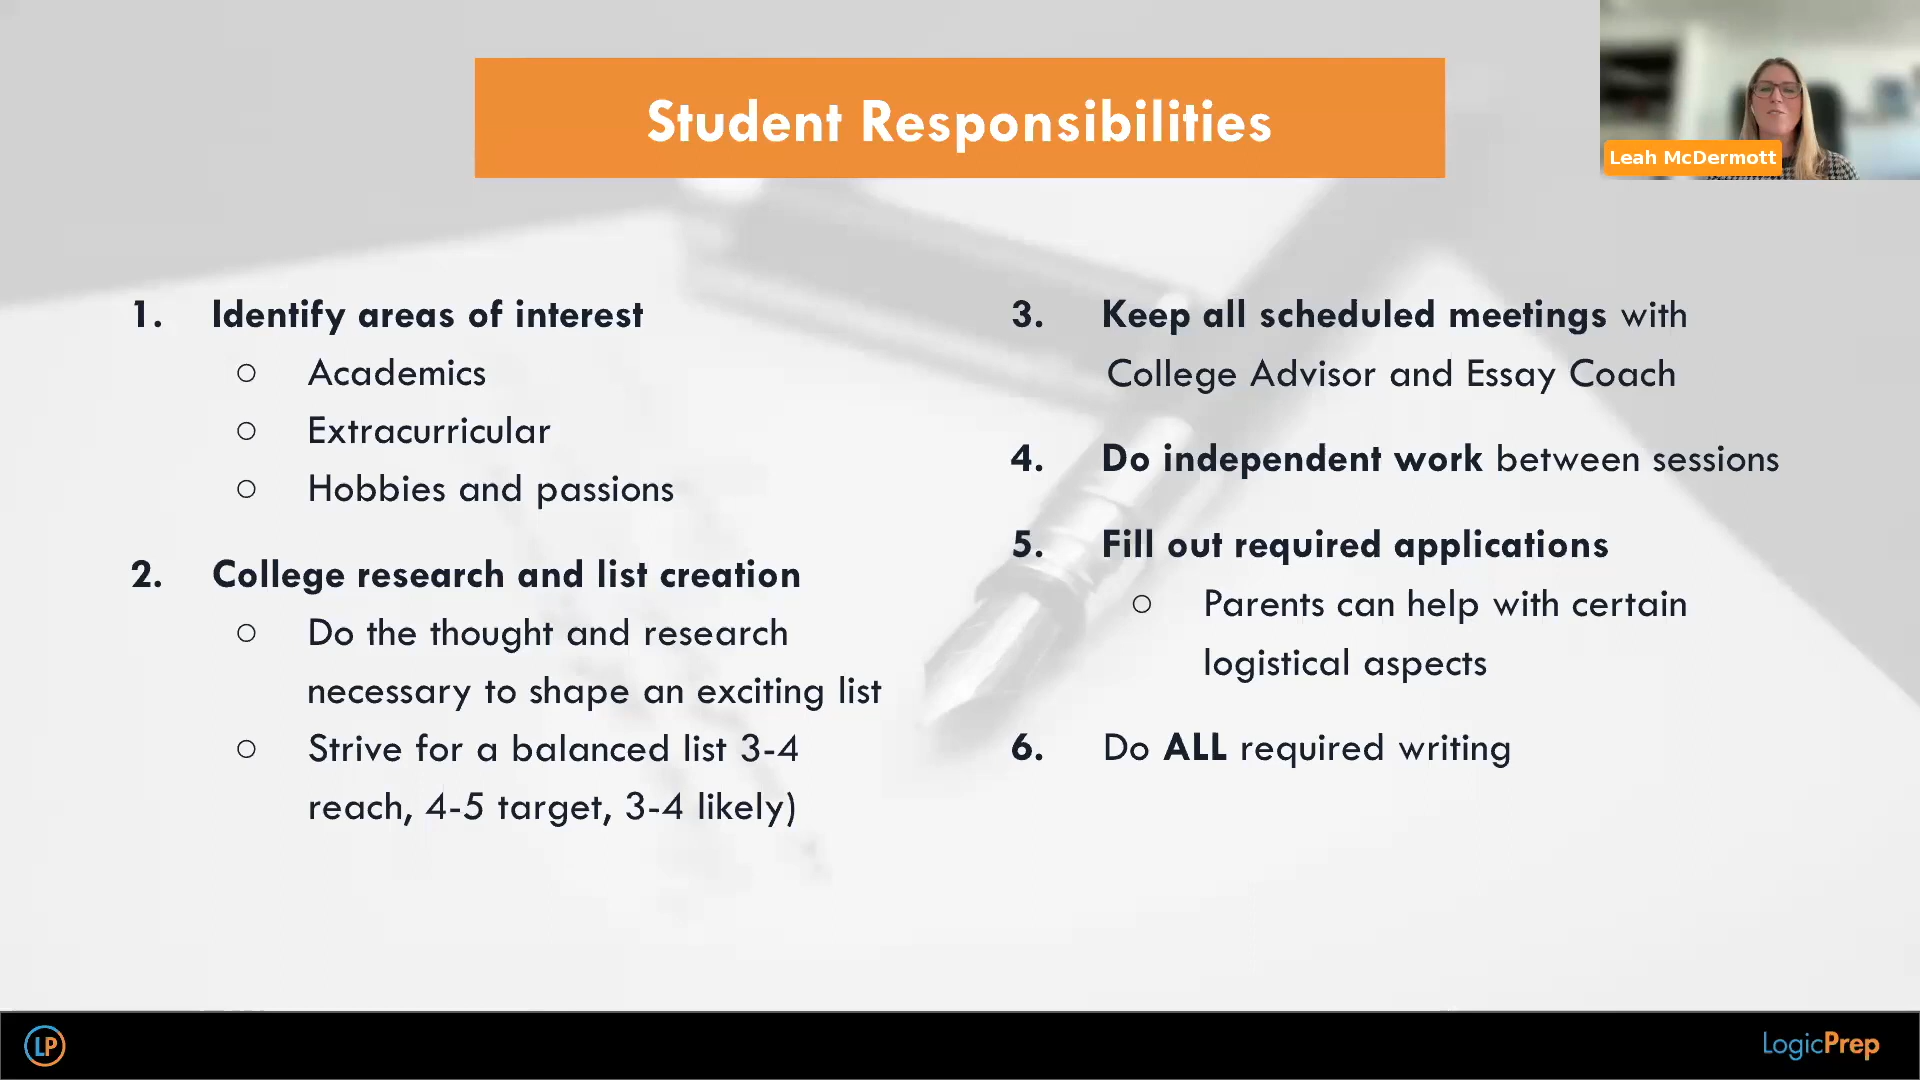 Student Responsibilities
Leah McDermott
1. Identify areas of interest
○ Academics
○ Extracurricular
○ Hobbies and passions
2. College research and list creation
○ Do the thought and research
necessary to shape an exciting list
○ Strive for a balanced list 3-4
reach, 4-5 target, 3-4 likely)
3. Keep all scheduled meetings with
College Advisor and Essay Coach
4. Do independent work between sessions
5. Fill out required applications
○ Parents can help with certain
logistical aspects
6. Do ALL required writing
LP
LogicPrep